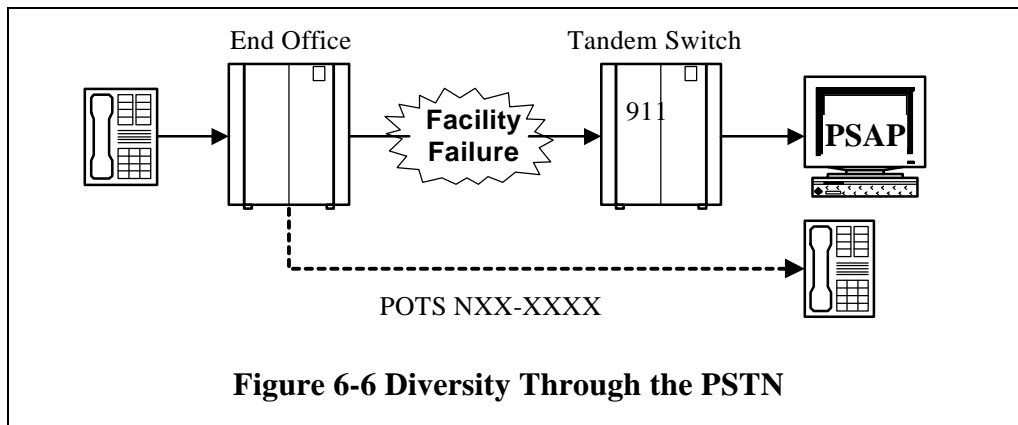 End Office
Tandem Switch
Facility
Failure
911
PSAP
POTS NXX-XXXX
Figure 6-6 Diversity Through the PSTN